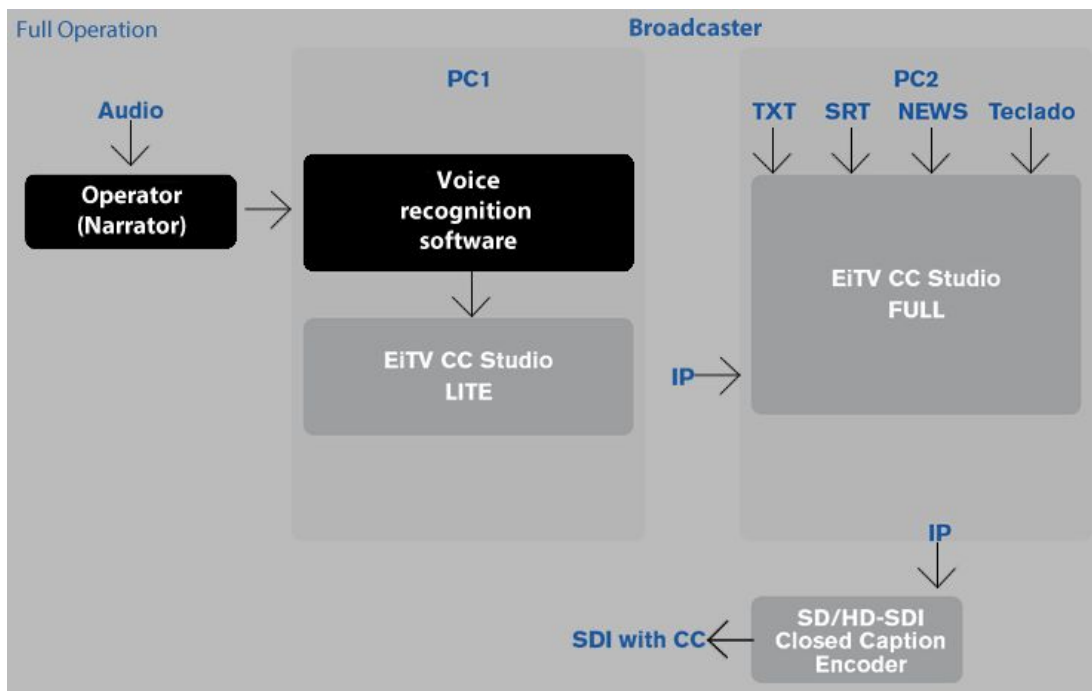 Full Operation
Broadcaster
PC1
PC2
Audio
TXT SRT NEWS Teclado
Operator
(Narrator)
Voice
recognition
software
EiTV CC Studio
FULL
EiTV CC Studio
LITE
IP
IP
SD/HD-SDI
Closed Caption
Encoder
SDI with CC